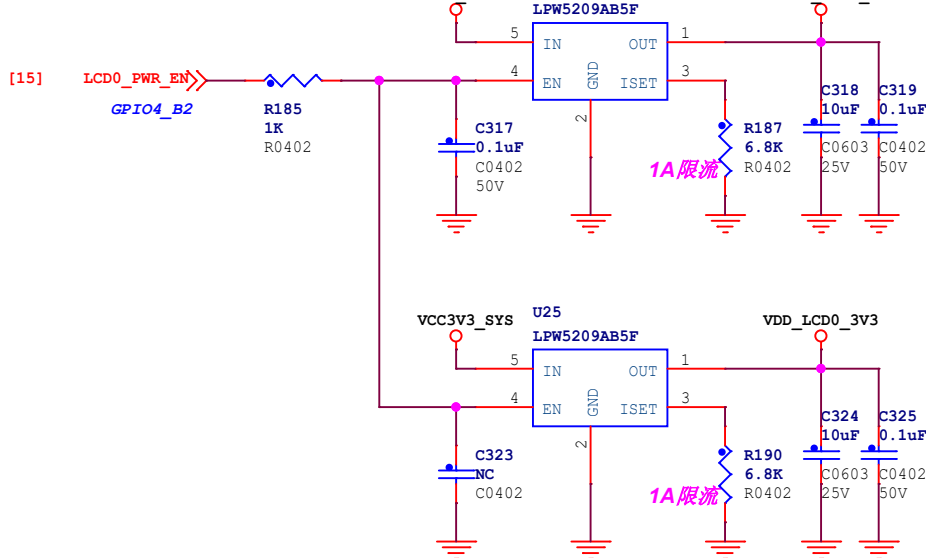 LPW5209AB5F
5
IN
OUT
1
[15]
LCD0_PWR_EN
4
EN
GND
ISET
3
GPIO4_B2
R185
1K
R0402
2
C317
0.1uF
C0402
50V
R187
6.8K
R0402
1A限流
C318
10uF
C0603
25V
C319
0.1uF
C0402
50V
VCC3V3_SYS
U25
LPW5209AB5F
VDD_LCD0_3V3
5
IN
OUT
1
4
EN
GND
ISET
3
2
C323
NC
C0402
R190
6.8K
R0402
1A限流
C324
10uF
C0603
25V
C325
0.1uF
C0402
50V